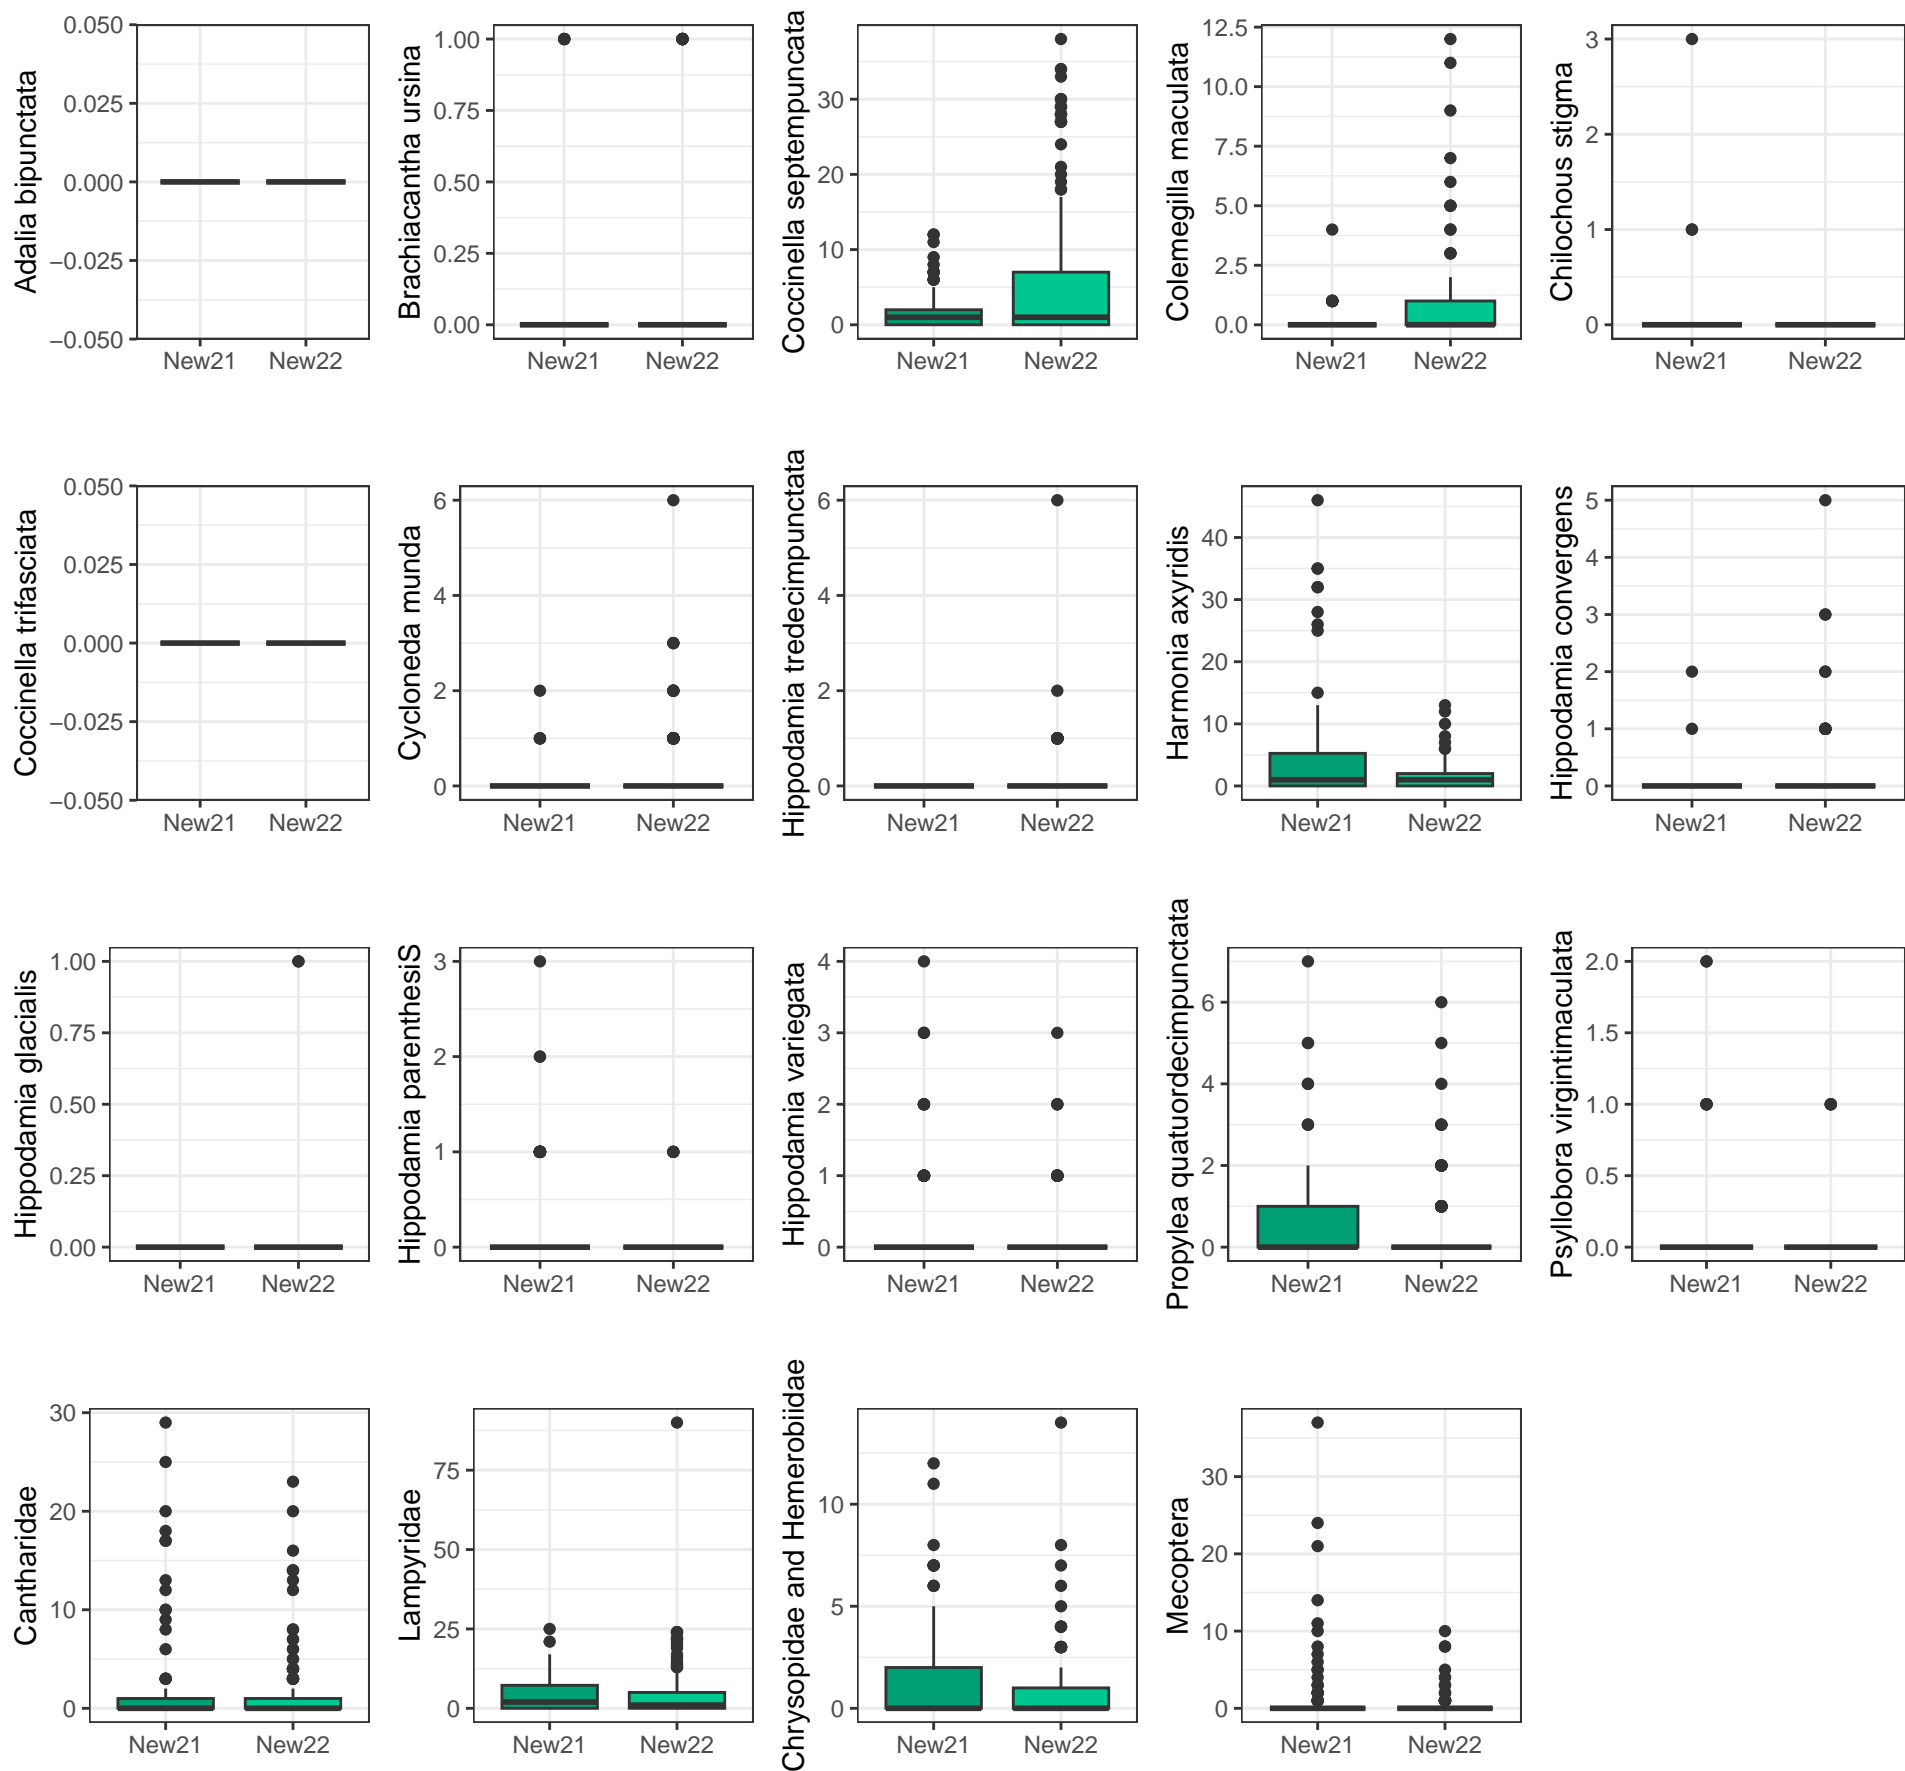 Adalia bipunctata
0.050
0.025
0.000
−0.025
−0.050
New21 New22
Brachiacantha ursina
1.00
0.75
0.50
0.25
0.00
New21 New22
Coccinella septempuncata
30
20
10
0
New21 New22
Colemegilla maculata
12.5
10.0
7.5
5.0
2.5
0.0
New21 New22
Chilochous stigma
3
2
1
0
New21 New22
Coccinella trifasciata
0.050
0.025
0.000
−0.025
−0.050
New21 New22
Cycloneda munda
6
4
2
0
New21 New22
Hippodamia tredecimpunctata
6
4
2
0
New21 New22
Harmonia axyridis
40
30
20
10
0
New21 New22
Hippodamia convergens
5
4
3
2
1
0
New21 New22
Hippodamia glacialis
1.00
0.75
0.50
0.25
0.00
New21 New22
Hippodamia parenthesiS
3
2
1
0
New21 New22
Hippodamia variegata
4
3
2
1
0
New21 New22
Propylea quatuordecimpunctata
6
4
2
0
New21 New22
Psyllobora virgintimaculata
2.0
1.5
1.0
0.5
0.0
New21 New22
Cantharidae
30
20
10
0
New21 New22
Lampyridae
75
50
25
0
New21 New22
Chrysopidae and Hemerobiidae
10
5
0
New21 New22
Mecoptera
30
20
10
0
New21 New22